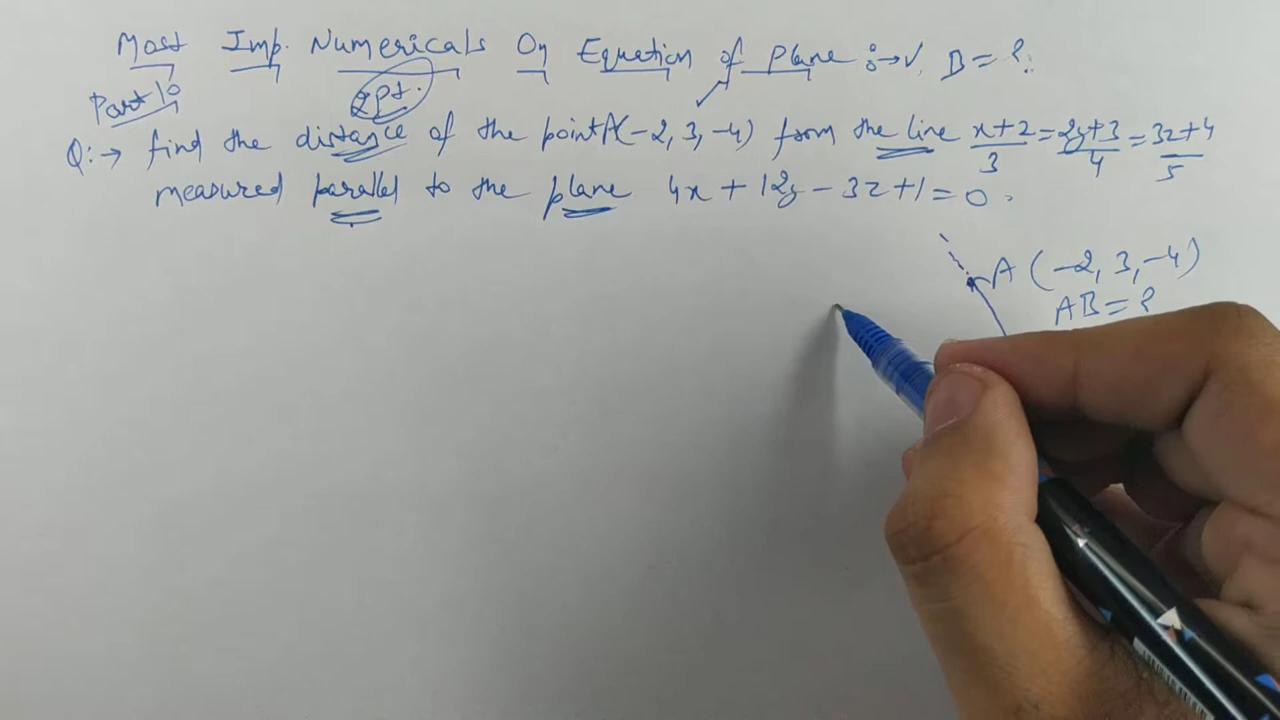 Most Imp. Numericals On Equation of plane :→ ✓ B = ?
Part 10
2pt.
Q:→ find the distance of the point A(-2, 3, -4) from the line x+2/3 = 2y+3/4 = 3z+4/5
measured parallel to the plane 4x + 12y - 3z + 1 = 0.
A (-2, 3, -4)
AB = ?